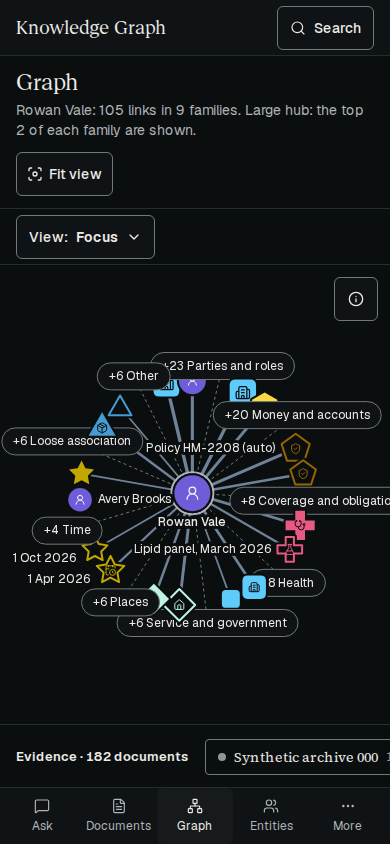 Knowledge Graph
Search
Graph
Rowan Vale: 105 links in 9 families. Large hub: the top
2 of each family are shown.
Fit view
View: Focus
+23 Parties and roles
+6 Other
+20 Money and accounts
+6 Loose association
Policy HM-2208 (auto)
Avery Brooks
+8 Coverage and obligatio
Rowan Vale
+4 Time
Lipid panel, March 2026
1 Oct 2026
1 Apr 2026
8 Health
+6 Places
+6 Service and government
Evidence · 182 documents
Synthetic archive 000
Ask
Documents
Graph
Entities
More